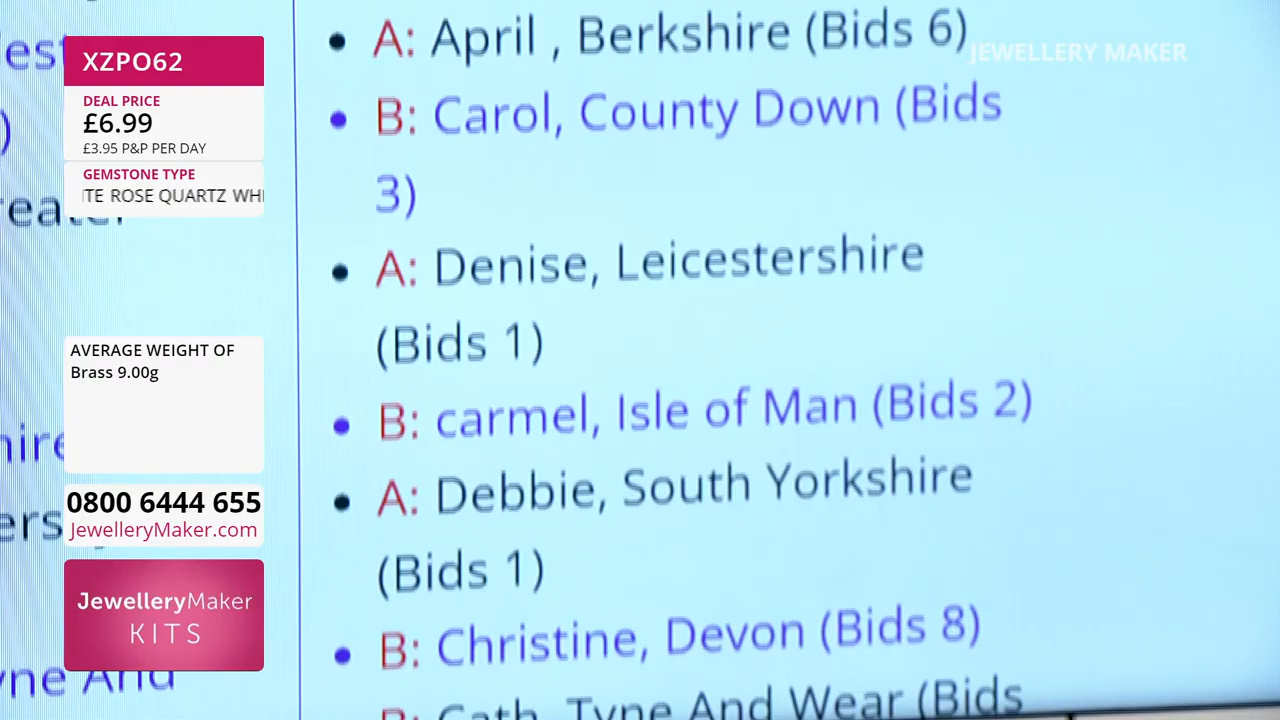 A: April , Berkshire (Bids 6)
JEWELLERY MAKER
XZPO62
B: Carol, County Down (Bids
3)
DEAL PRICE
£6.99
£3.95 P&P PER DAY
GEMSTONE TYPE
ROSE QUARTZ
A: Denise, Leicestershire
(Bids 1)
AVERAGE WEIGHT OF
Brass 9.00g
B: carmel, Isle of Man (Bids 2)
A: Debbie, South Yorkshire
(Bids 1)
0800 6444 655
JewelleryMaker.com
JewelleryMaker
KITS
B: Christine, Devon (Bids 8)
And
Cath, Tyne And Wear (Bids